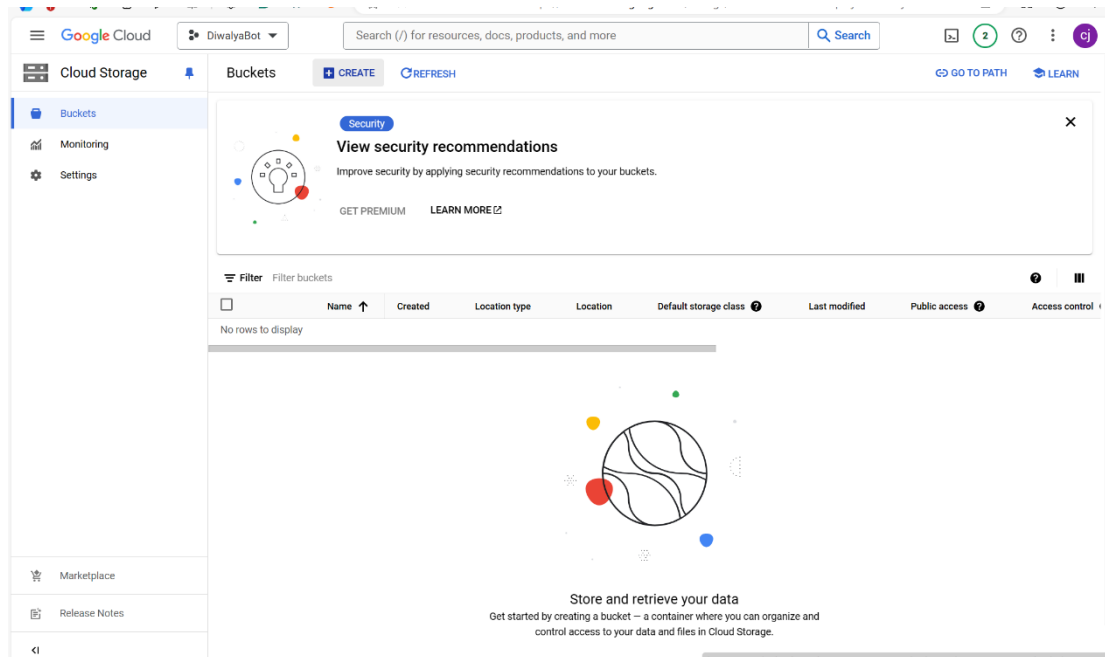 Google Cloud
DiwalyaBot
Search (/) for resources, docs, products, and more
Search
2
cj
Cloud Storage
Buckets
CREATE
REFRESH
GO TO PATH
LEARN
Buckets
Monitoring
Settings
Security
View security recommendations
Improve security by applying security recommendations to your buckets.
GET PREMIUM
LEARN MORE
Filter Filter buckets
Name Created Location type Location Default storage class Last modified Public access Access control
No rows to display
Store and retrieve your data
Get started by creating a bucket — a container where you can organize and
control access to your data and files in Cloud Storage.
Marketplace
Release Notes